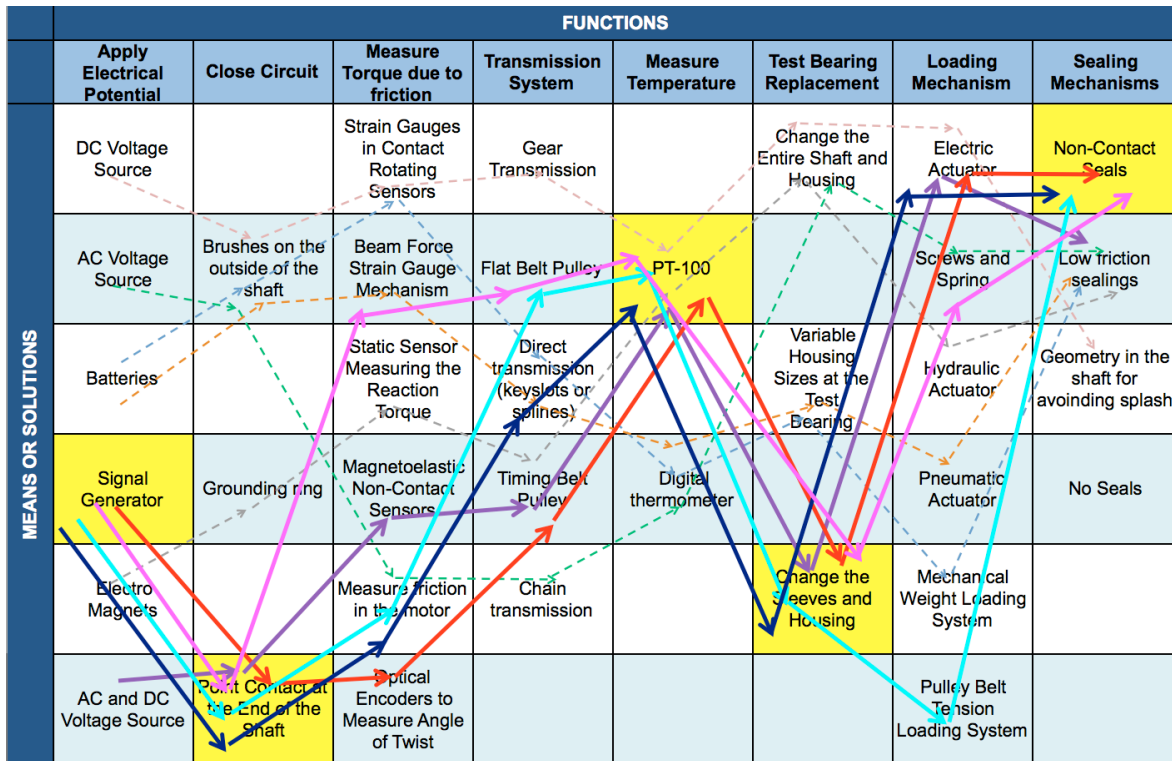 FUNCTIONS
Apply
Electrical
Potential
Close Circuit
Measure
Torque due to
friction
Transmission
System
Measure
Temperature
Test Bearing
Replacement
Loading
Mechanism
Sealing
Mechanisms
MEANS OR SOLUTIONS
DC Voltage
Source
Strain Gauges
in Contact
Rotating
Sensors
Gear
Transmission
Change the
Entire Shaft and
Housing
Electric
Actuator
Non-Contact
Seals
AC Voltage
Source
Brushes on the
outside of the
shaft
Beam Force
Strain Gauge
Mechanism
Flat Belt Pulley
PT-100
Screws and
Spring
Low friction
sealings
Batteries
Static Sensor
Measuring the
Reaction
Torque
Direct
transmission
(keyslots or
splines)
Variable
Housing
Sizes at the
Test
Bearing
Hydraulic
Actuator
Geometry in the
shaft for
avoinding splash
Signal
Generator
Grounding ring
Magnetoelastic
Non-Contact
Sensors
Timing Belt
Pulley
Digital
thermometer
Pneumatic
Actuator
No Seals
Electro
Magnets
Measure friction
in the motor
Chain
transmission
Change the
Sleeves and
Housing
Mechanical
Weight Loading
System
AC and DC
Voltage Source
Point Contact at
the End of the
Shaft
Optical
Encoders to
Measure Angle
of Twist
Pulley Belt
Tension
Loading System